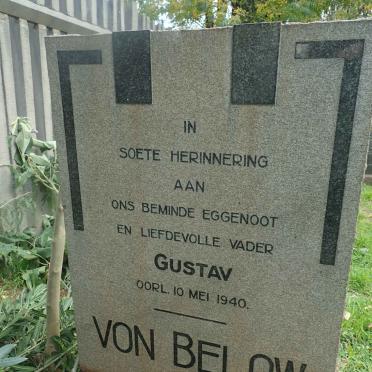 IN
SOETE HERINNERING
AAN
ONS BEMINDE EGGENOOT
EN LIEFDEVOLLE VADER
GUSTAV
OORL. 10 MEI 1940.
VON BELOW